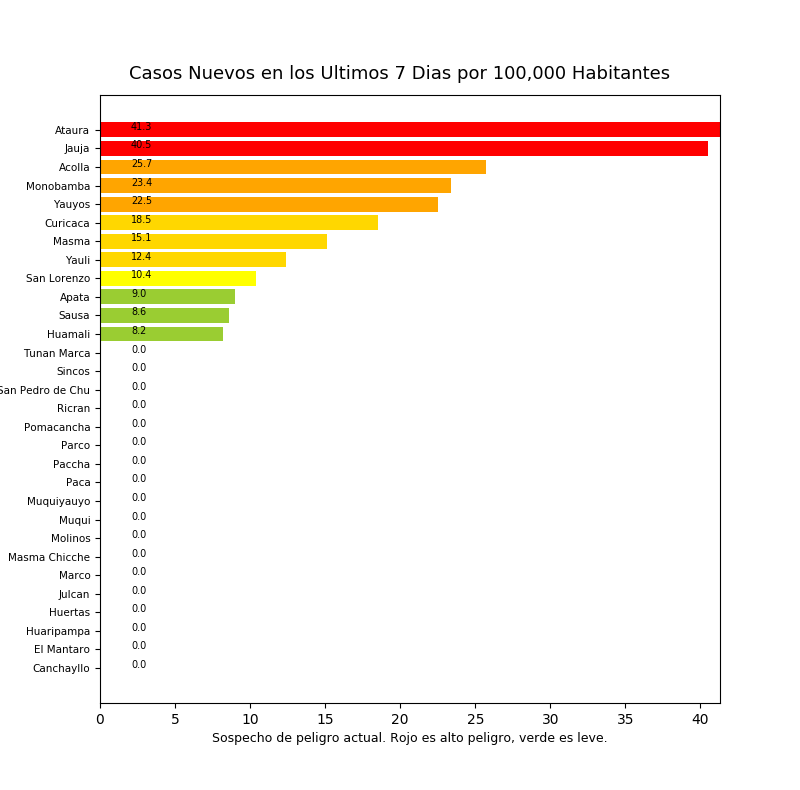 Casos Nuevos en los Ultimos 7 Dias por 100,000 Habitantes
Ataura 41.3
Jauja 40.5
Acolla 25.7
Monobamba 23.4
Yauyos 22.5
Curicaca 18.5
Masma 15.1
Yauli 12.4
San Lorenzo 10.4
Apata 9.0
Sausa 8.6
Huamali 8.2
Tunan Marca 0.0
Sincos 0.0
San Pedro de Chu 0.0
Ricran 0.0
Pomacancha 0.0
Parco 0.0
Paccha 0.0
Paca 0.0
Muquiyauyo 0.0
Muqui 0.0
Molinos 0.0
Masma Chicche 0.0
Marco 0.0
Julcan 0.0
Huertas 0.0
Huaripampa 0.0
El Mantaro 0.0
Canchayllo 0.0
0 5 10 15 20 25 30 35 40
Sospecho de peligro actual. Rojo es alto peligro, verde es leve.